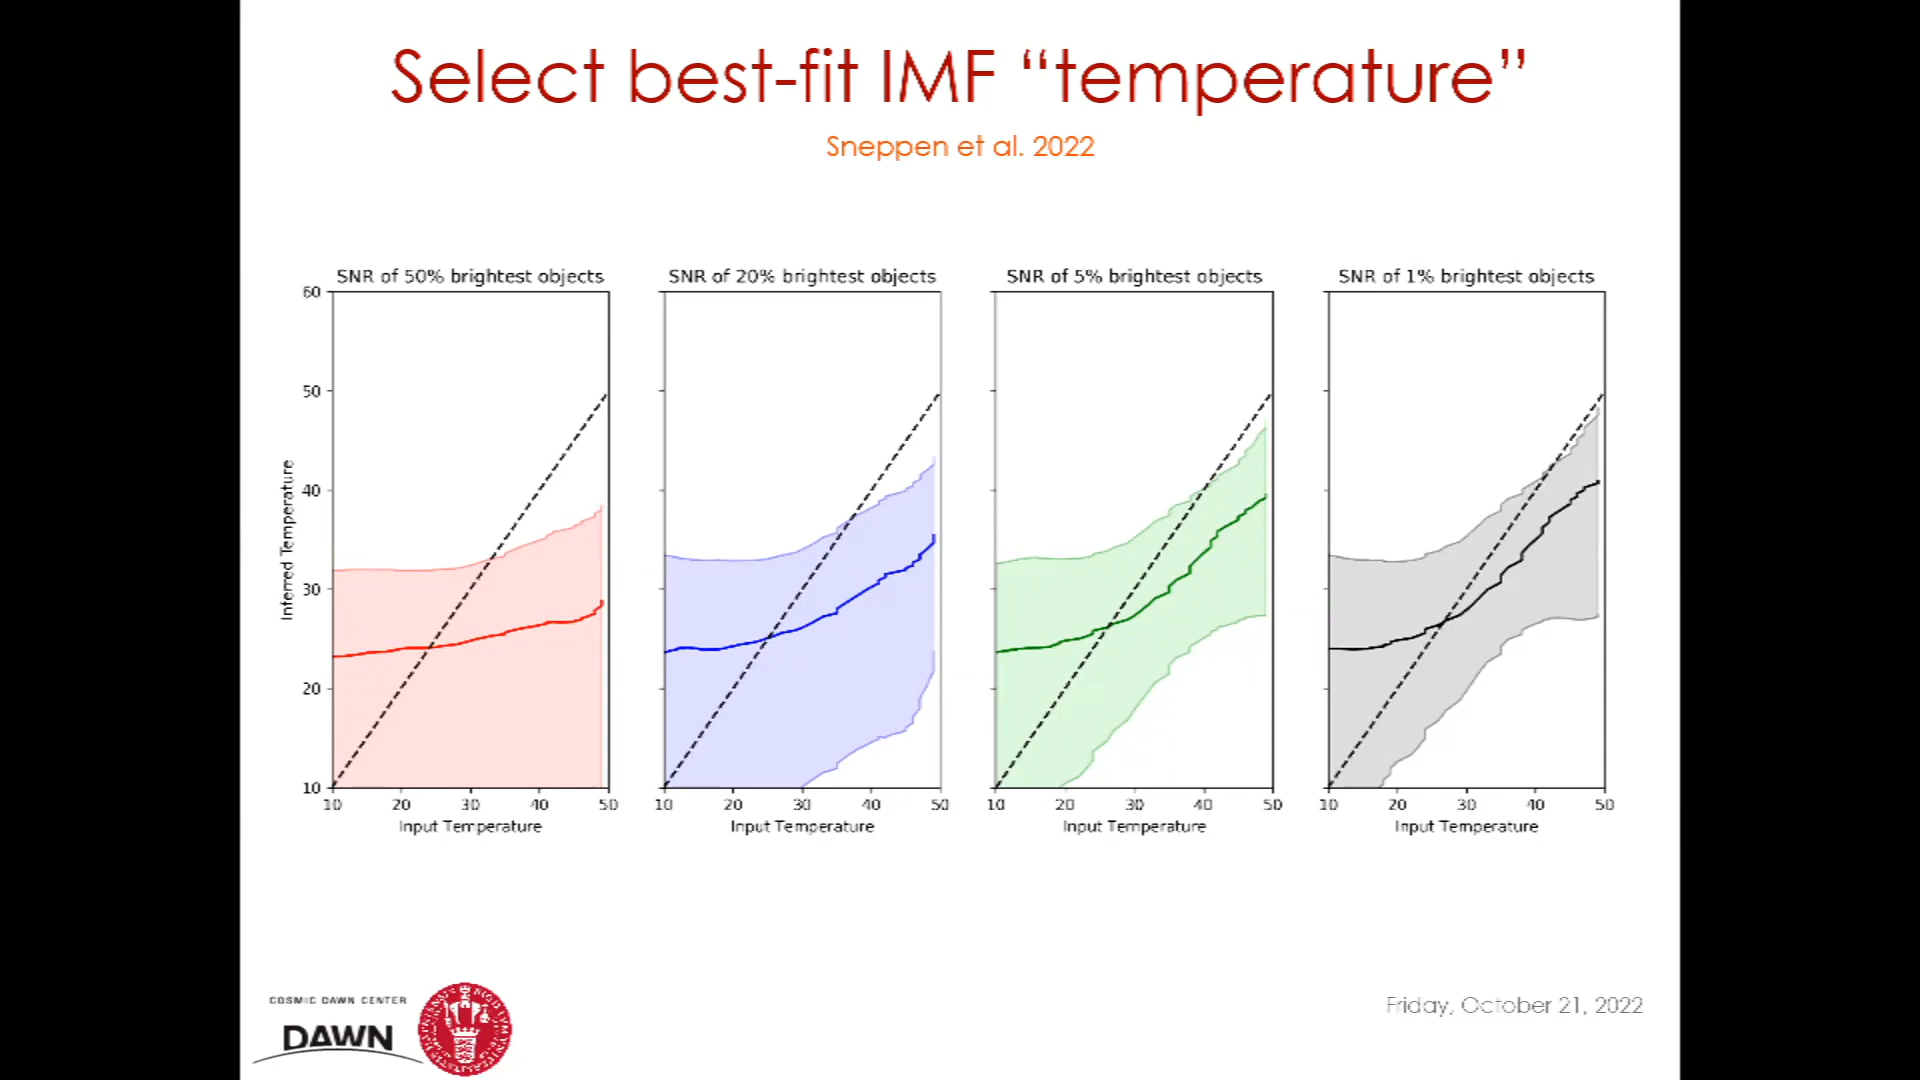 Select best-fit IMF “temperature”
Sneppen et al. 2022
SNR of 50% brightest objects
SNR of 20% brightest objects
SNR of 5% brightest objects
SNR of 1% brightest objects
Inferred Temperature
60
50
40
30
20
10
10 20 30 40 50
10 20 30 40 50
10 20 30 40 50
10 20 30 40 50
Input Temperature
Input Temperature
Input Temperature
Input Temperature
COSMIC DAWN CENTER
DAWN
Friday, October 21, 2022